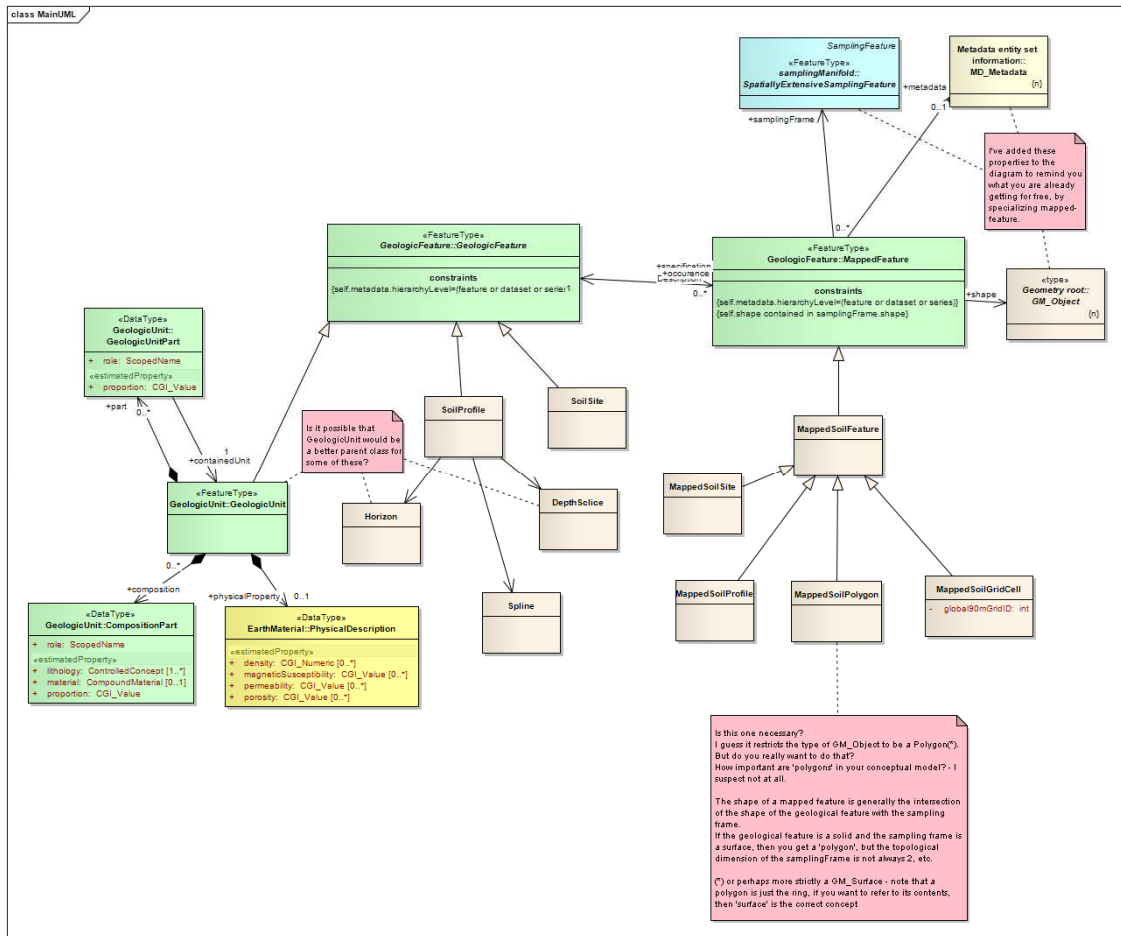 class MainUML
SamplingFeature
«FeatureType»
samplingManifold::
SpatiallyExtensiveSamplingFeature
Metadata entity set
information::
MD_Metadata
{n}
+metadata
0..1
+samplingFrame
I've added these
properties to the
diagram to remind you
what you are already
getting for free, by
specializing mapped-
feature.
0..*
«FeatureType»
GeologicFeature::GeologicFeature
constraints
{self.metadata.hierarchyLevel=(feature or dataset or series
1
+specification
+occurence
Description
0..*
«FeatureType»
GeologicFeature::MappedFeature
constraints
{self.metadata.hierarchyLevel=(feature or dataset or series)}
{self.shape contained in samplingFrame.shape}
+shape
«type»
Geometry root::
GM_Object
{n}
«DataType»
GeologicUnit::
GeologicUnitPart
+ role: ScopedName
«estimatedProperty»
+ proportion: CGI_Value
+part
0..*
1
+containedUnit
Is it possible that
GeologicUnit would be
a better parent class for
some of these?
SoilProfile
SoilSite
MappedSoilFeature
MappedSoilSite
«FeatureType»
GeologicUnit::GeologicUnit
Horizon
DepthSclice
0..*
+composition
+physicalProperty
0..1
«DataType»
GeologicUnit::CompositionPart
+ role: ScopedName
«estimatedProperty»
+ lithology: ControlledConcept [1..*]
+ material: CompoundMaterial [0..1]
+ proportion: CGI_Value
«DataType»
EarthMaterial::PhysicalDescription
«estimatedProperty»
+ density: CGI_Numeric [0..*]
+ magneticSusceptibility: CGI_Value [0..*]
+ permeability: CGI_Value [0..*]
+ porosity: CGI_Value [0..*]
Spline
MappedSoilProfile
MappedSoilPolygon
MappedSoilGridCell
- global90mGridID: int
Is this one necessary?
I guess it restricts the type of GM_Object to be a Polygon(*).
But do you really want to do that?
How important are 'polygons' in your conceptual model? - I
suspect not at all.
The shape of a mapped feature is generally the intersection
of the shape of the geological feature with the sampling
frame.
If the geological feature is a solid and the sampling frame is
a surface, then you get a 'polygon', but the topological
dimension of the samplingFrame is not always 2, etc.
(*) or perhaps more strictly a GM_Surface - note that a
polygon is just the ring, if you want to refer to its contents,
then 'surface' is the correct concept